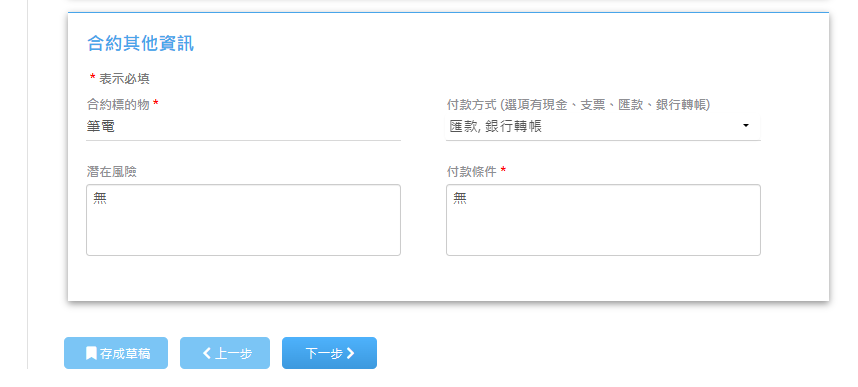 合約其他資訊
* 表示必填
合約標的物 *
筆電
付款方式 (選項有現金、支票、匯款、銀行轉帳)
匯款, 銀行轉帳
潛在風險
無
付款條件 *
無
存成草稿
上一步
下一步